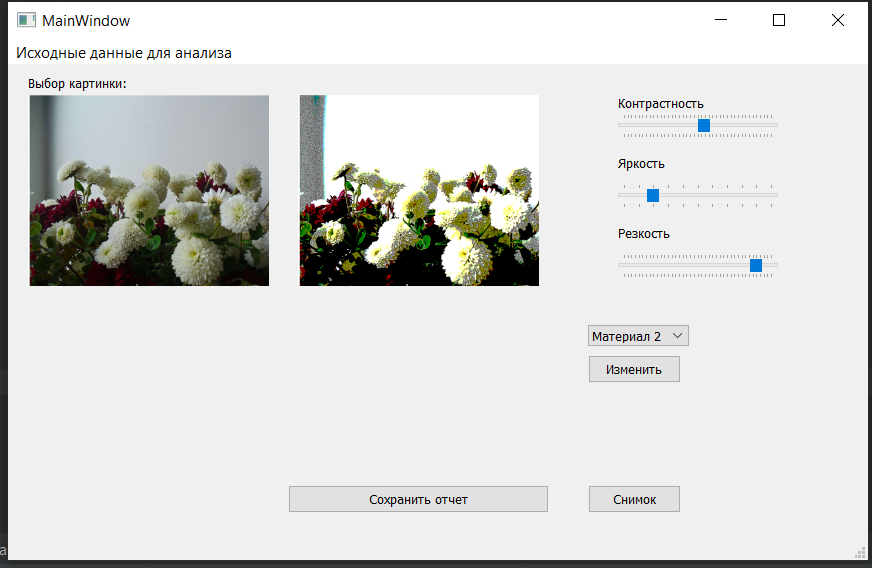 MainWindow
Исходные данные для анализа
Выбор картинки:
Контрастность
Яркость
Резкость
Материал 2
Изменить
Сохранить отчет
Снимок
а